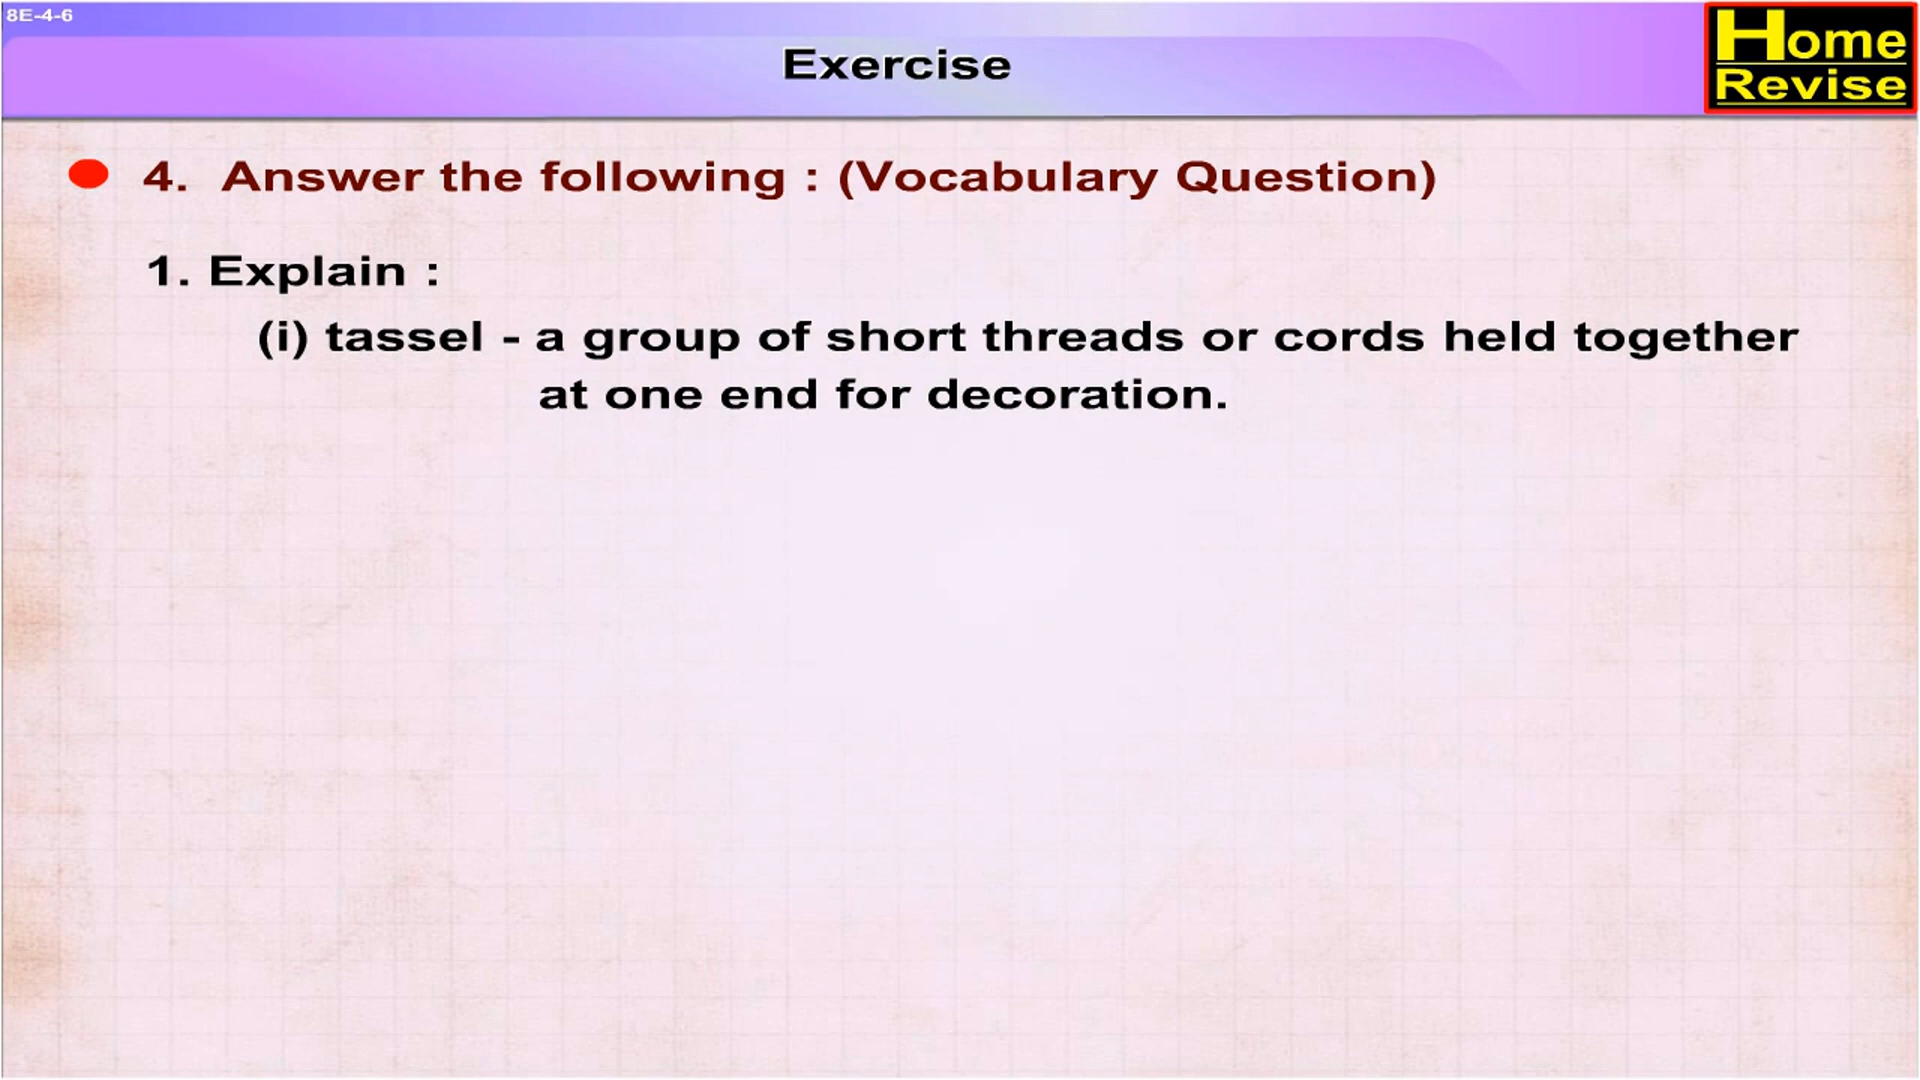 8E-4-6
Exercise
Home
Revise
4. Answer the following : (Vocabulary Question)
1. Explain :
(i) tassel - a group of short threads or cords held together
at one end for decoration.